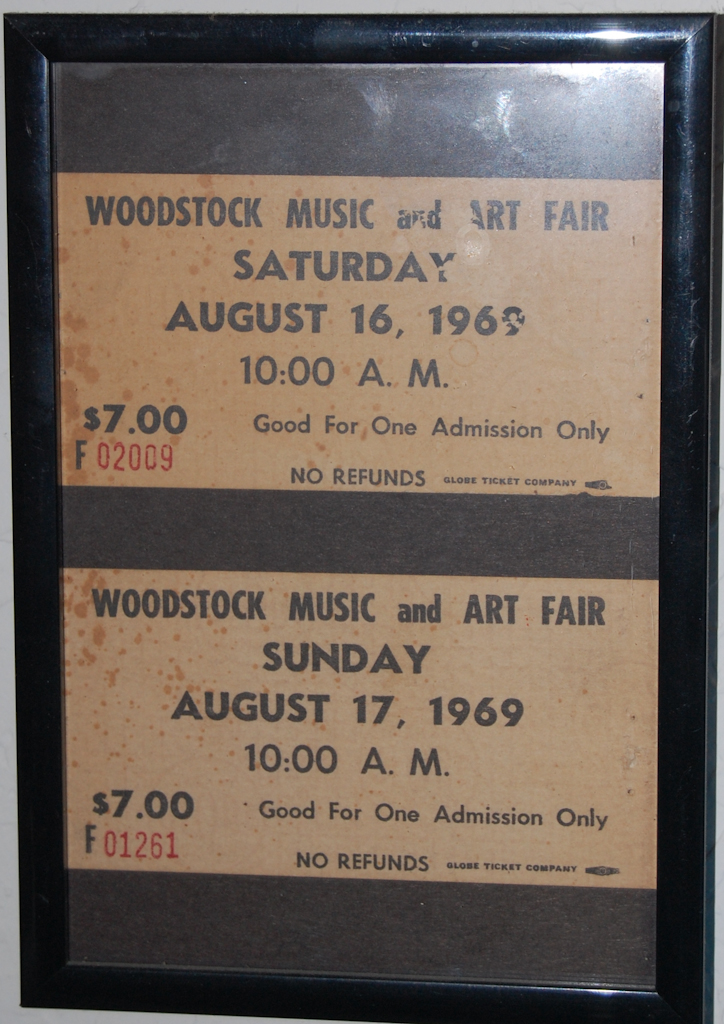 WOODSTOCK MUSIC and ART FAIR
SATURDAY
AUGUST 16, 1969
10:00 A. M.
$7.00 Good For One Admission Only
F 02009
NO REFUNDS GLOBE TICKET COMPANY
WOODSTOCK MUSIC and ART FAIR
SUNDAY
AUGUST 17, 1969
10:00 A. M.
$7.00 Good For One Admission Only
F 01261
NO REFUNDS GLOBE TICKET COMPANY